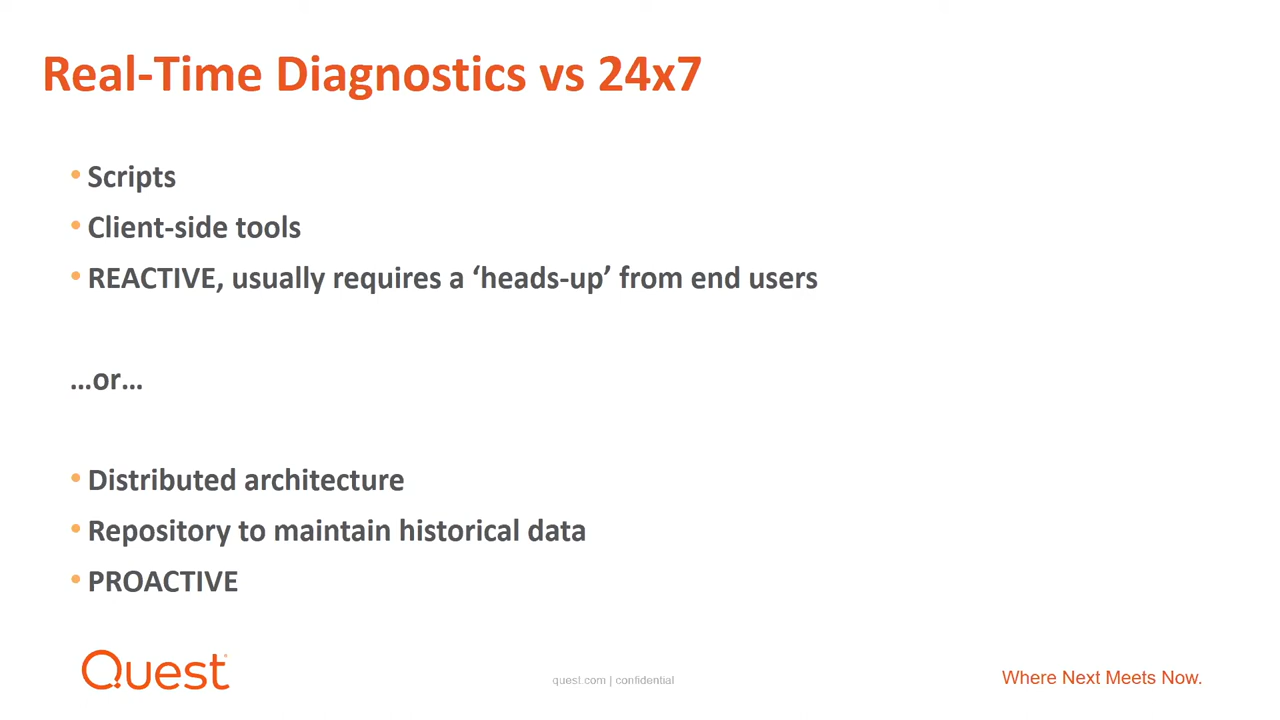 Real-Time Diagnostics vs 24x7
• Scripts
• Client-side tools
• REACTIVE, usually requires a ‘heads-up’ from end users
…or…
• Distributed architecture
• Repository to maintain historical data
• PROACTIVE
Quest
quest.com | confidential
Where Next Meets Now.